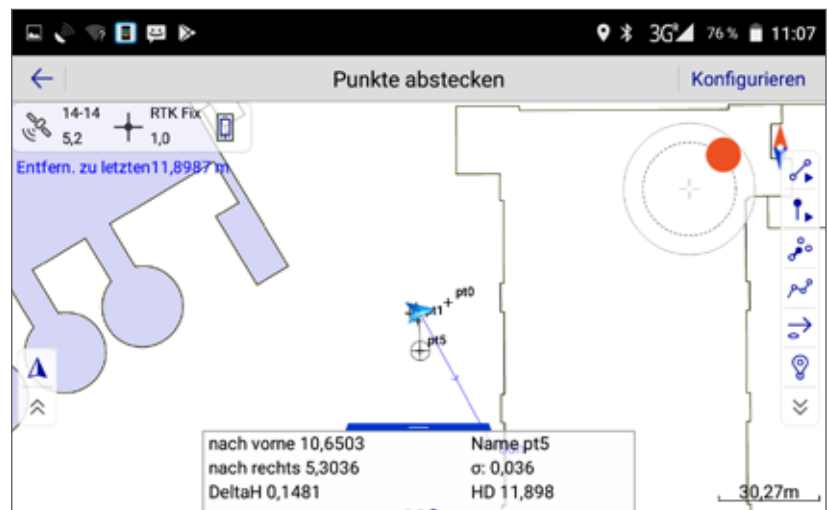 3G 76 % 11:07
Punkte abstecken
Konfigurieren
14-14
5,2
RTK Fix
1,0
Entfern. zu letzten11,8987 m
pt0
pt1
pt5
nach vorne 10,6503
Name pt5
nach rechts 5,3036
σ: 0,036
DeltaH 0,1481
HD 11,898
30,27m